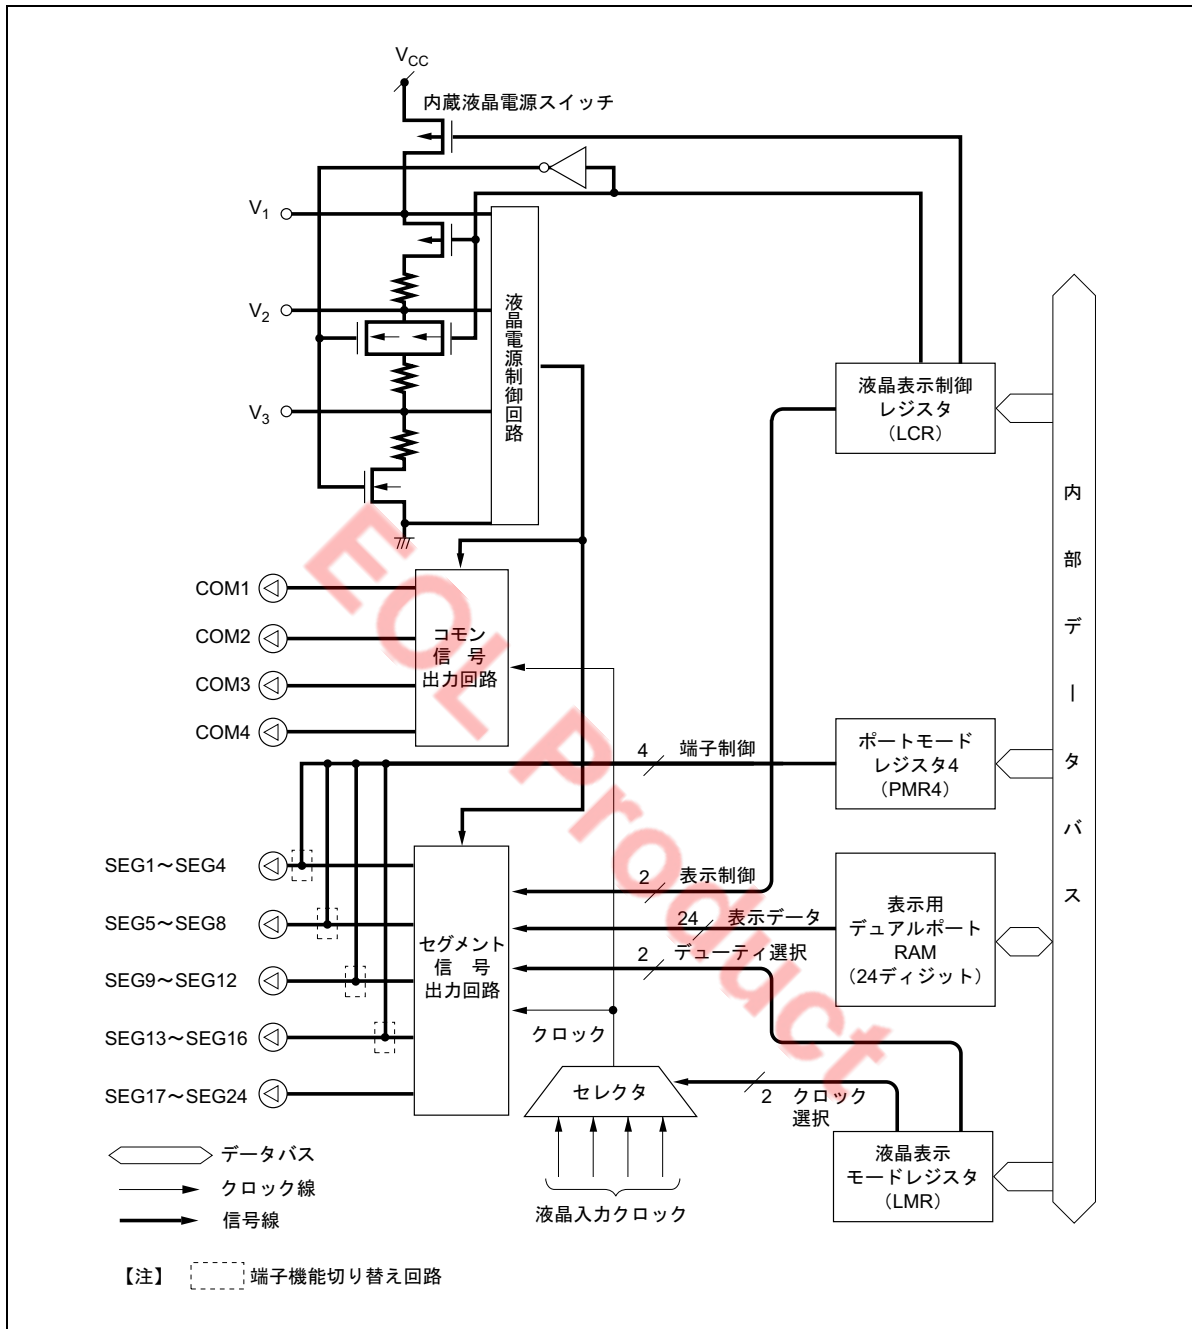 VCC
内蔵液晶電源スイッチ
V1
V2
V3
液晶電源制御回路
液晶表示制御
レジスタ
（LCR）
内部データバス
COM1
COM2
COM3
COM4
コモン
信　号
出力回路
4 端子制御
ポートモード
レジスタ4
（PMR4）
SEG1～SEG4
SEG5～SEG8
SEG9～SEG12
SEG13～SEG16
SEG17～SEG24
セグメント
信　号
出力回路
2 表示制御
24 表示データ
2 デューティ選択
クロック
表示用
デュアルポート
RAM
（24ディジット）
セレクタ
2 クロック
選択
液晶入力クロック
液晶表示
モードレジスタ
（LMR）
データバス
クロック線
信号線
【注】 端子機能切り替え回路
EOL Product